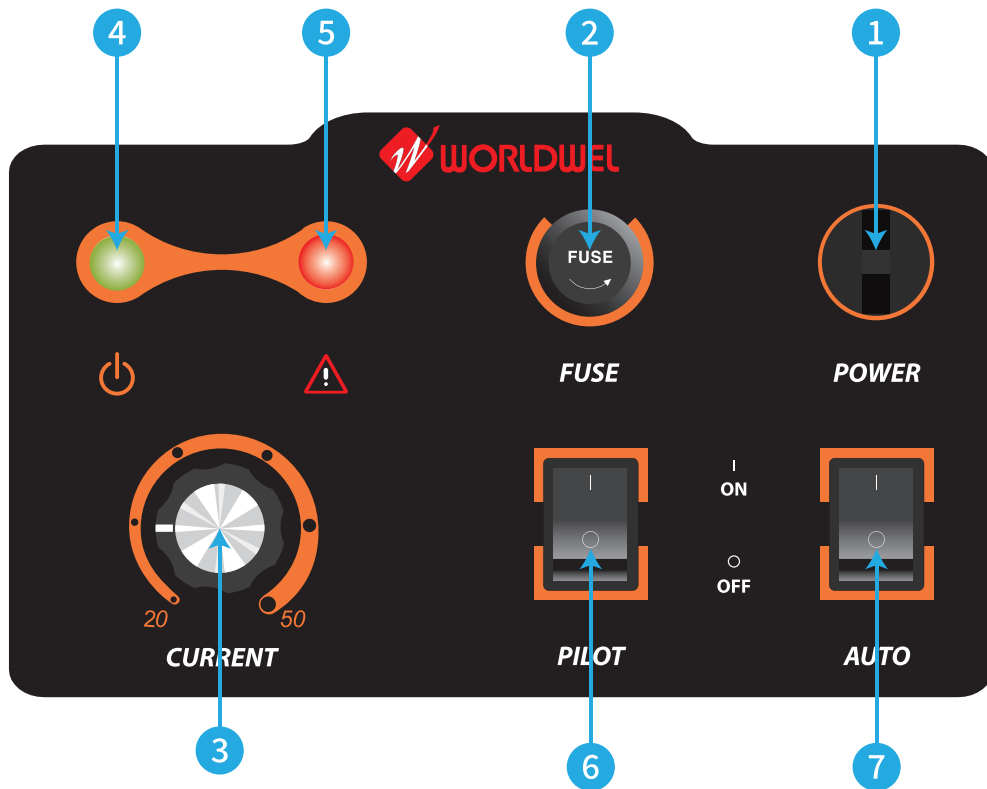 4
5
2
1
WORLDWEL
FUSE
FUSE
POWER
ON
OFF
20
50
CURRENT
PILOT
AUTO
3
6
7